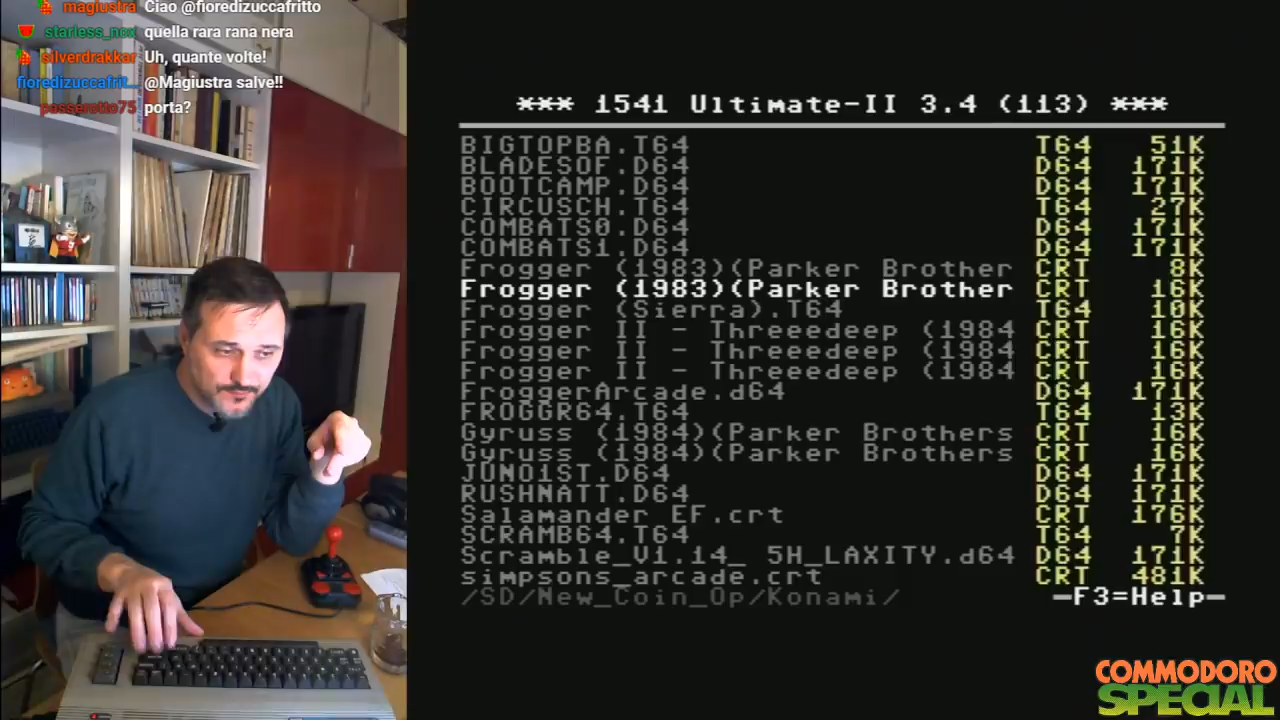 magiustra Ciao @fioredizuccafritto
starless_nox quella rara rana nera
silverdrakkar Uh, quante volte!
fioredizuccafrit... @Magiustra salve!!
passerotto75 porta?
*** 1541 Ultimate-II 3.4 (113) ***
BIGTOPBA.T64 T64 51K
BLADESOF.D64 D64 171K
BOOTCAMP.D64 D64 171K
CIRCUSCH.T64 T64 27K
COMBATS0.D64 D64 171K
COMBATS1.D64 D64 171K
Frogger (1983)(Parker Brother CRT 8K
Frogger (1983)(Parker Brother CRT 16K
Frogger (Sierra).T64 T64 10K
Frogger II - Threeedeep (1984 CRT 16K
Frogger II - Threeedeep (1984 CRT 16K
Frogger II - Threeedeep (1984 CRT 16K
FroggerArcade.d64 D64 171K
FROGGR64.T64 T64 13K
Gyruss (1984)(Parker Brothers CRT 16K
Gyruss (1984)(Parker Brothers CRT 16K
JUNO1ST.D64 D64 171K
RUSHNATT.D64 D64 171K
Salamander EF.crt CRT 176K
SCRAMB64.T64 T64 7K
Scramble_V1.14_ 5H_LAXITY.d64 D64 171K
simpsons_arcade.crt CRT 481K
/SD/New_Coin_Op/Konami/ F3=Help
COMMODORO
SPECIAL